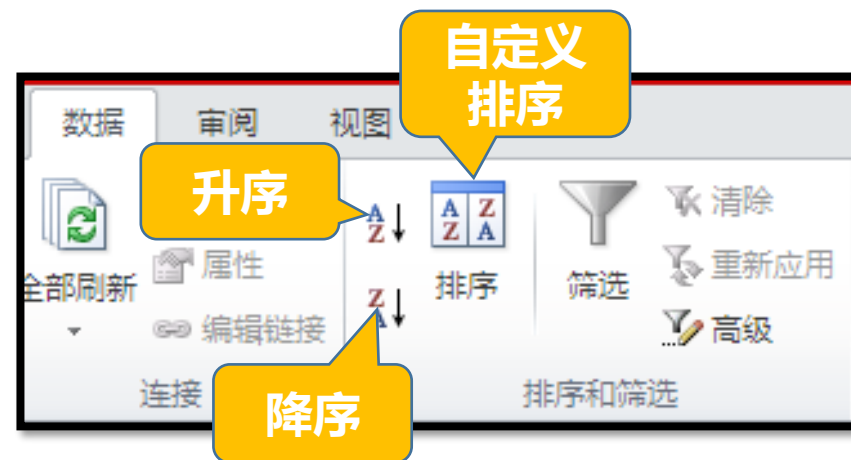 自定义
排序
数据 审阅 视图
升序
A
Z
A Z
Z A
清除
属性
重新应用
全部刷新
排序
筛选
Z
A
编辑链接
高级
连接
降序
排序和筛选